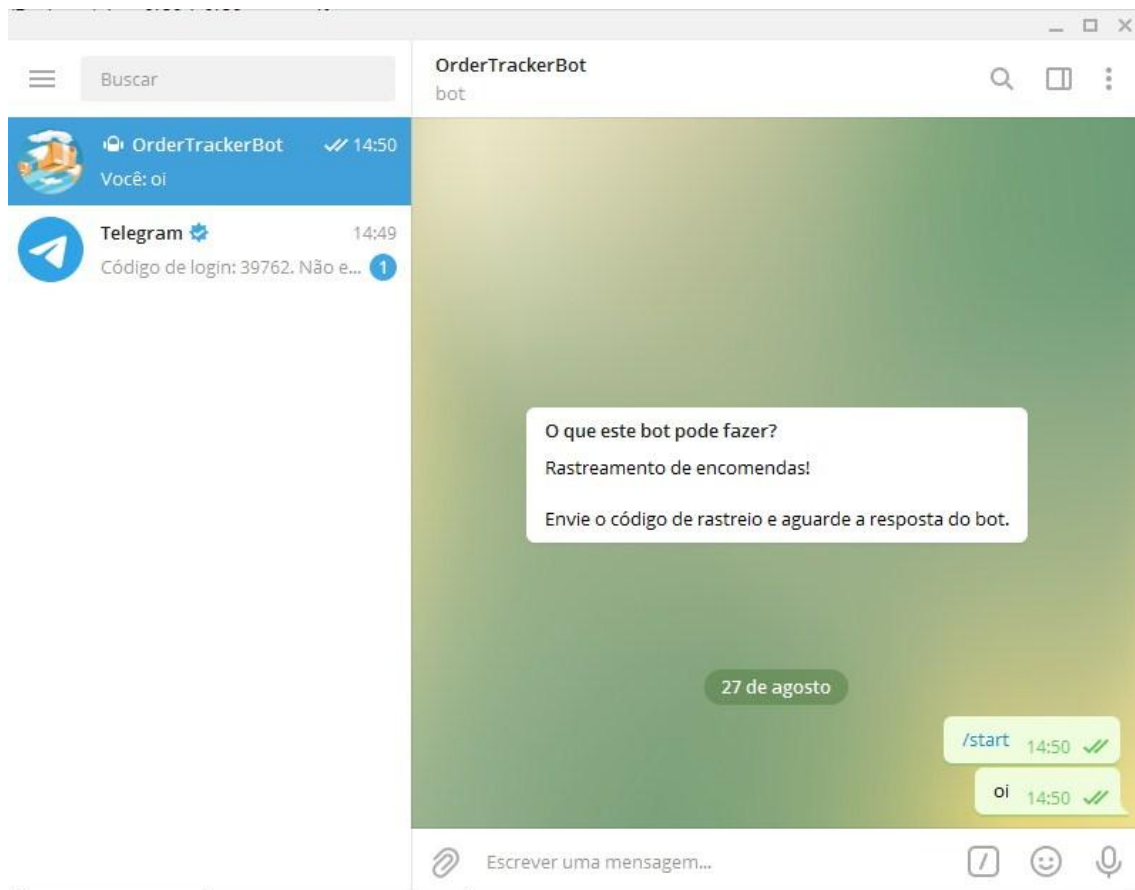 Buscar
OrderTrackerBot
14:50
Você: oi
Telegram
14:49
Código de login: 39762. Não e...
1
OrderTrackerBot
bot
O que este bot pode fazer?
Rastreamento de encomendas!
Envie o código de rastreio e aguarde a resposta do bot.
27 de agosto
/start 14:50
oi 14:50
Escrever uma mensagem...